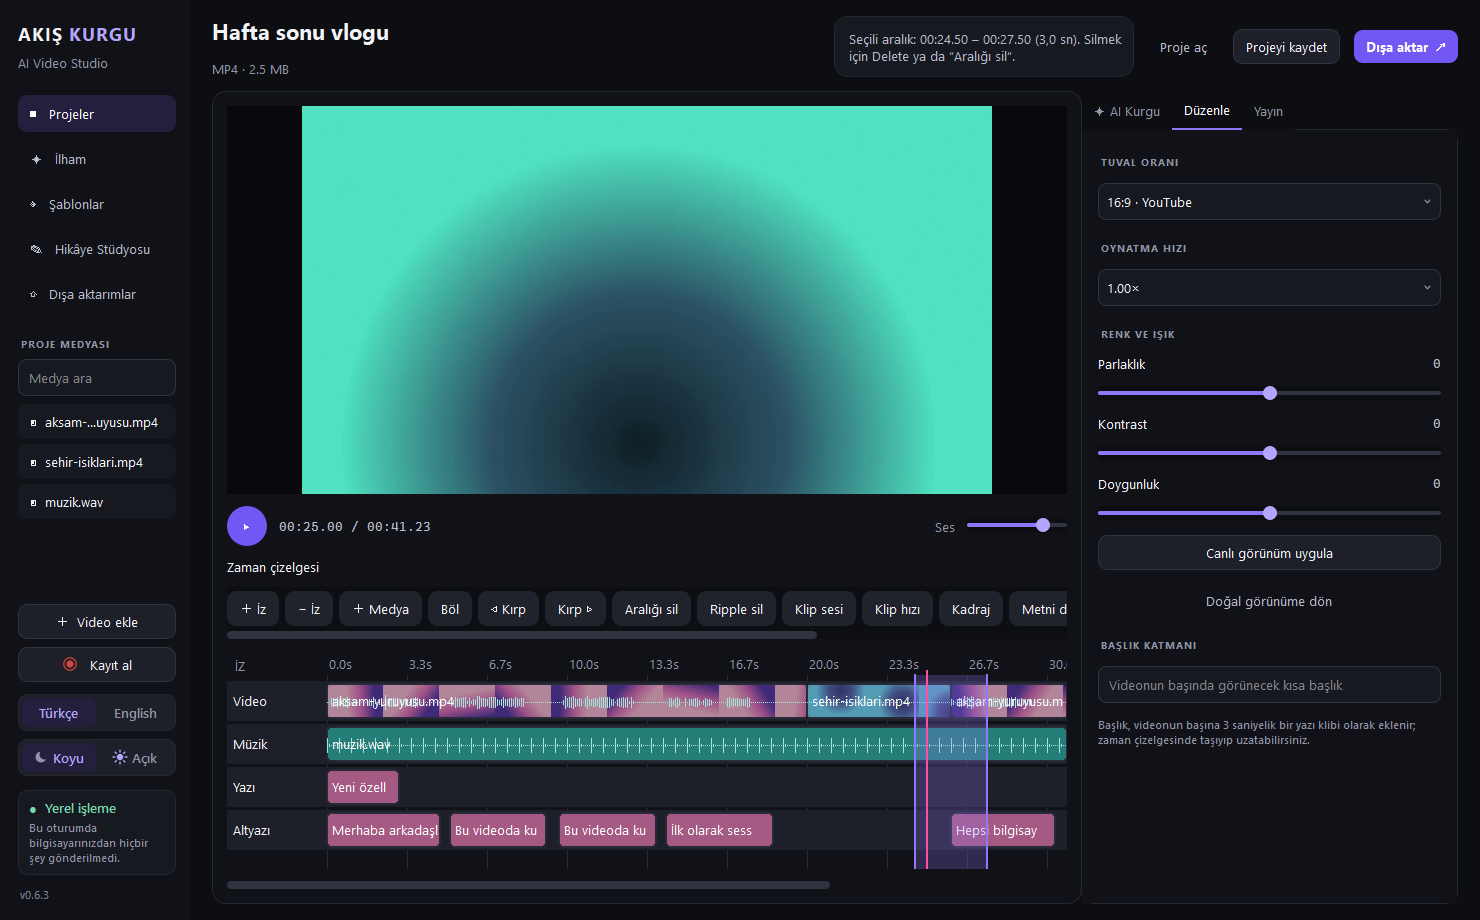 AKIŞ KURGU
AI Video Studio
Projeler
İlham
Şablonlar
Hikâye Stüdyosu
Dışa aktarımlar
PROJE MEDYASI
Medya ara
aksam-...uyusu.mp4
sehir-isiklari.mp4
muzik.wav
+ Video ekle
Kayıt al
Türkçe English
Koyu Açık
Yerel işleme
Bu oturumda
bilgisayarınızdan hiçbir
şey gönderilmedi.
v0.6.3
Hafta sonu vlogu
MP4 · 2.5 MB
Seçili aralık: 00:24.50 – 00:27.50 (3,0 sn). Silmek
için Delete ya da “Aralığı sil”.
Proje aç
Projeyi kaydet
Dışa aktar ↗
00:25.00 / 00:41.23
Ses
Zaman çizelgesi
+ İz
− İz
+ Medya
Böl
Kırp
Kırp
Aralığı sil
Ripple sil
Klip sesi
Klip hızı
Kadraj
Metni d
İZ 0.0s 3.3s 6.7s 10.0s 13.3s 16.7s 20.0s 23.3s 26.7s 30.
Video aksam-yuruyusu.mp4 sehir-isiklari.mp4 aksam-yuruyusu.m
Müzik muzik.wav
Yazı Yeni özell
Altyazı Merhaba arkadaşl Bu videoda ku Bu videoda ku İlk olarak sess Hepsi bilgisay
AI Kurgu Düzenle Yayın
TUVAL ORANI
16:9 · YouTube
OYNATMA HIZI
1.00×
RENK VE IŞIK
Parlaklık 0
Kontrast 0
Doygunluk 0
Canlı görünüm uygula
Doğal görünüme dön
BAŞLIK KATMANI
Videonun başında görünecek kısa başlık
Başlık, videonun başına 3 saniyelik bir yazı klibi olarak eklenir;
zaman çizelgesinde taşıyıp uzatabilirsiniz.